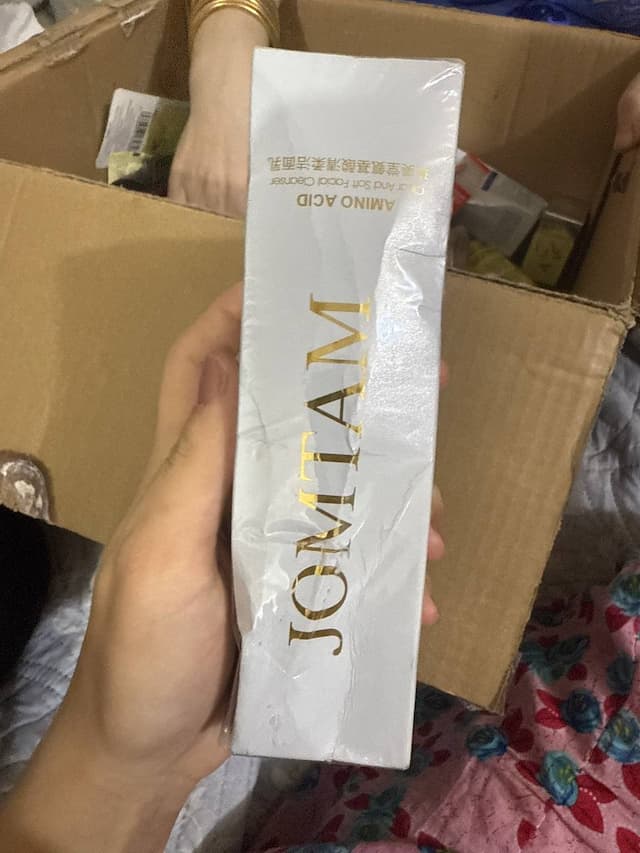 JOMTAM
AMINO ACID
And Soft Facial Cleanser
氨基酸清柔洁面乳